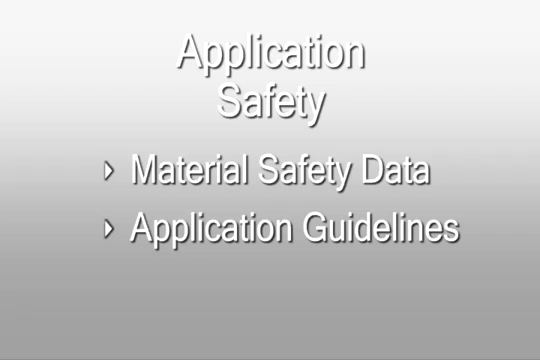 Application
Safety
Material Safety Data
Application Guidelines